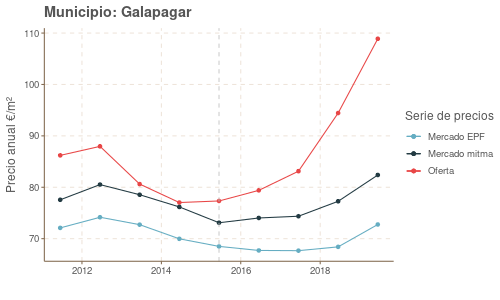 Municipio: Galapagar
Precio anual €/m²
110
100
90
80
70
2012
2014
2016
2018
Serie de precios
Mercado EPF
Mercado mitma
Oferta